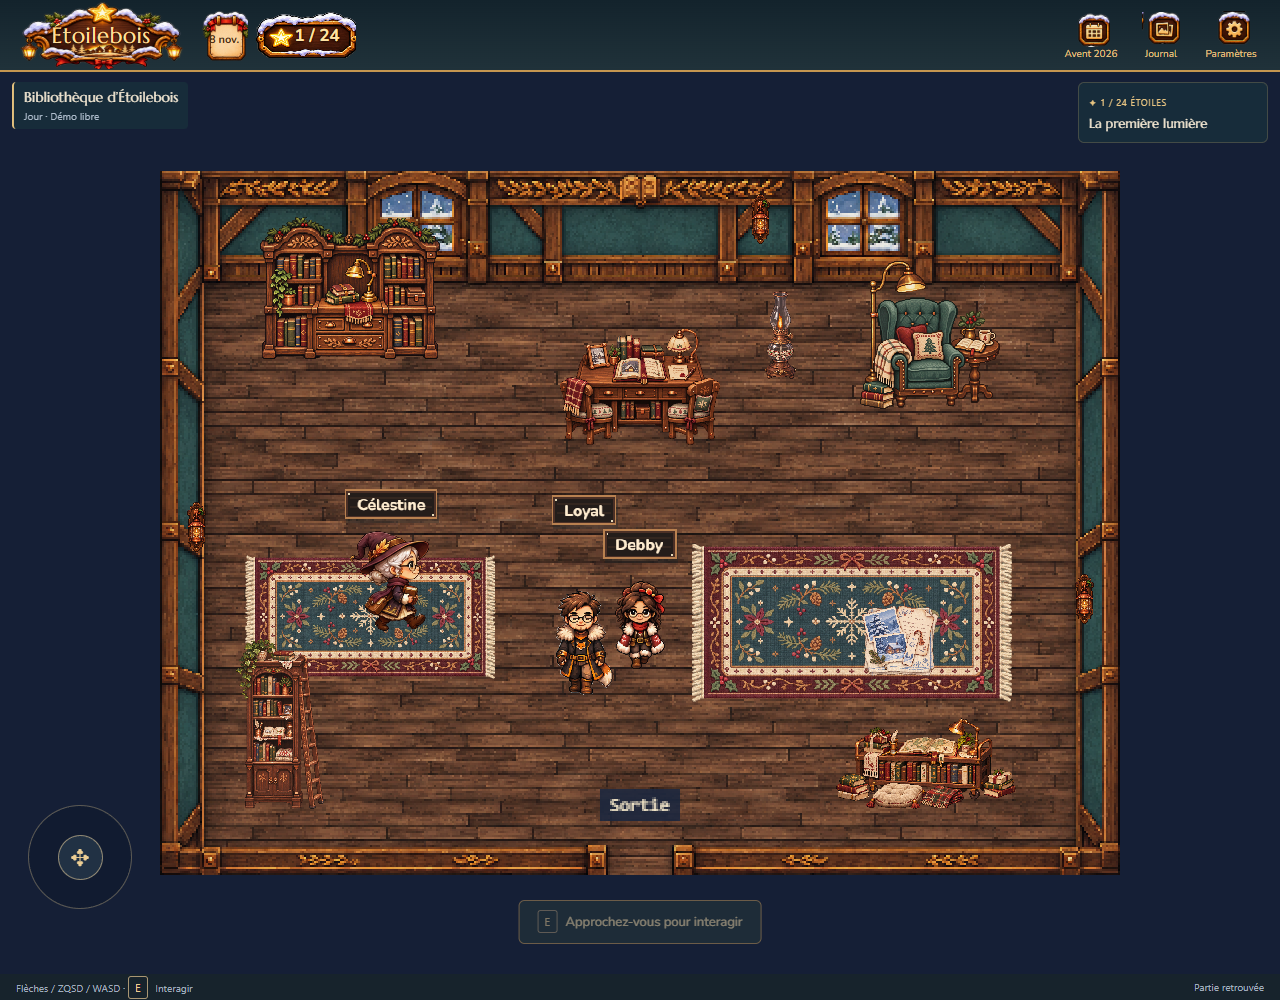 Étoilebois
8 nov.
1 / 24
Avent 2026
Journal
Paramètres
Bibliothèque d'Étoilebois
Jour · Démo libre
✦ 1 / 24 ÉTOILES
La première lumière
Célestine
Loyal
Debby
Sortie
E Approchez-vous pour interagir
Flèches / ZQSD / WASD · E Interagir
Partie retrouvée